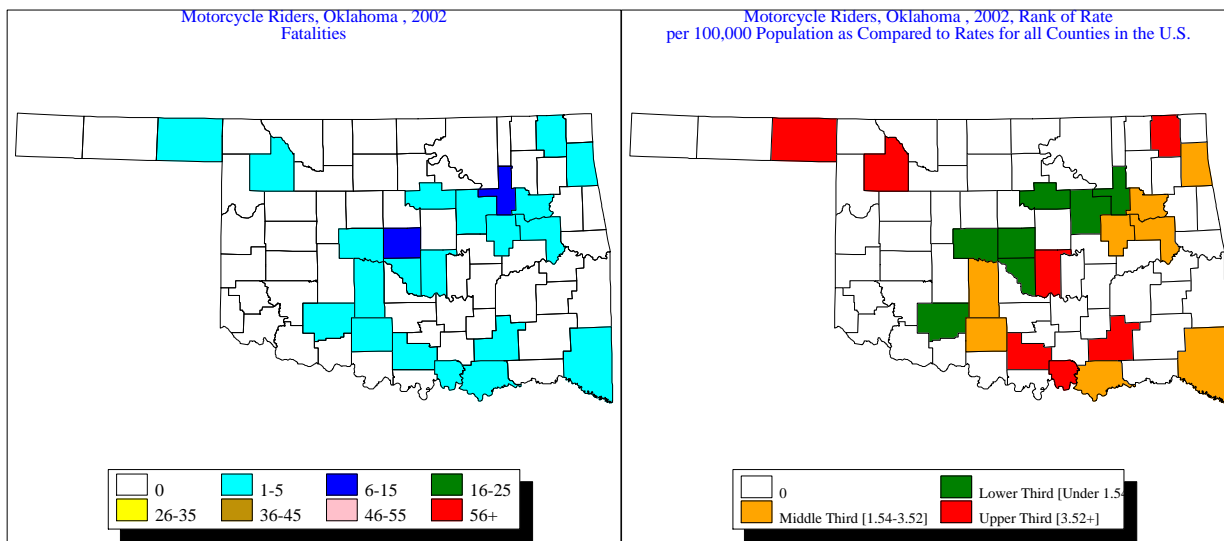 Motorcycle Riders, Oklahoma , 2002
Fatalities
0
1-5
6-15
16-25
26-35
36-45
46-55
56+
Motorcycle Riders, Oklahoma , 2002, Rank of Rate
per 100,000 Population as Compared to Rates for all Counties in the U.S.
0
Lower Third [Under 1.54
Middle Third [1.54-3.52]
Upper Third [3.52+]